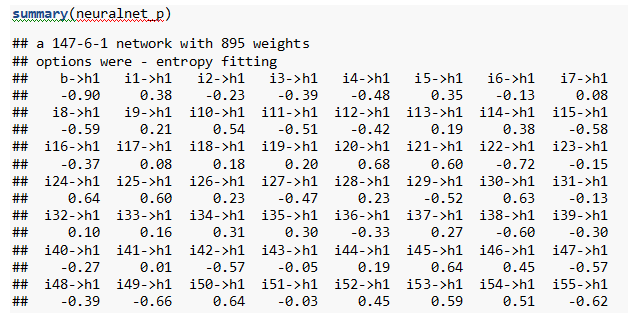 summary(neuralnet_p)
## a 147-6-1 network with 895 weights
## options were - entropy fitting
##   b->h1  i1->h1  i2->h1  i3->h1  i4->h1  i5->h1  i6->h1  i7->h1
##   -0.90    0.38   -0.23   -0.39   -0.48    0.35   -0.13    0.08
##  i8->h1  i9->h1 i10->h1 i11->h1 i12->h1 i13->h1 i14->h1 i15->h1
##   -0.59    0.21    0.54   -0.51   -0.42    0.19    0.38   -0.58
## i16->h1 i17->h1 i18->h1 i19->h1 i20->h1 i21->h1 i22->h1 i23->h1
##   -0.37    0.08    0.18    0.20    0.68    0.60   -0.72   -0.15
## i24->h1 i25->h1 i26->h1 i27->h1 i28->h1 i29->h1 i30->h1 i31->h1
##    0.64    0.60    0.23   -0.47    0.23   -0.52    0.63   -0.13
## i32->h1 i33->h1 i34->h1 i35->h1 i36->h1 i37->h1 i38->h1 i39->h1
##    0.10    0.16    0.31    0.30   -0.33    0.27   -0.60   -0.30
## i40->h1 i41->h1 i42->h1 i43->h1 i44->h1 i45->h1 i46->h1 i47->h1
##   -0.27    0.01   -0.57   -0.05    0.19    0.64    0.45   -0.57
## i48->h1 i49->h1 i50->h1 i51->h1 i52->h1 i53->h1 i54->h1 i55->h1
##   -0.39   -0.66    0.64   -0.03    0.45    0.59    0.51   -0.62